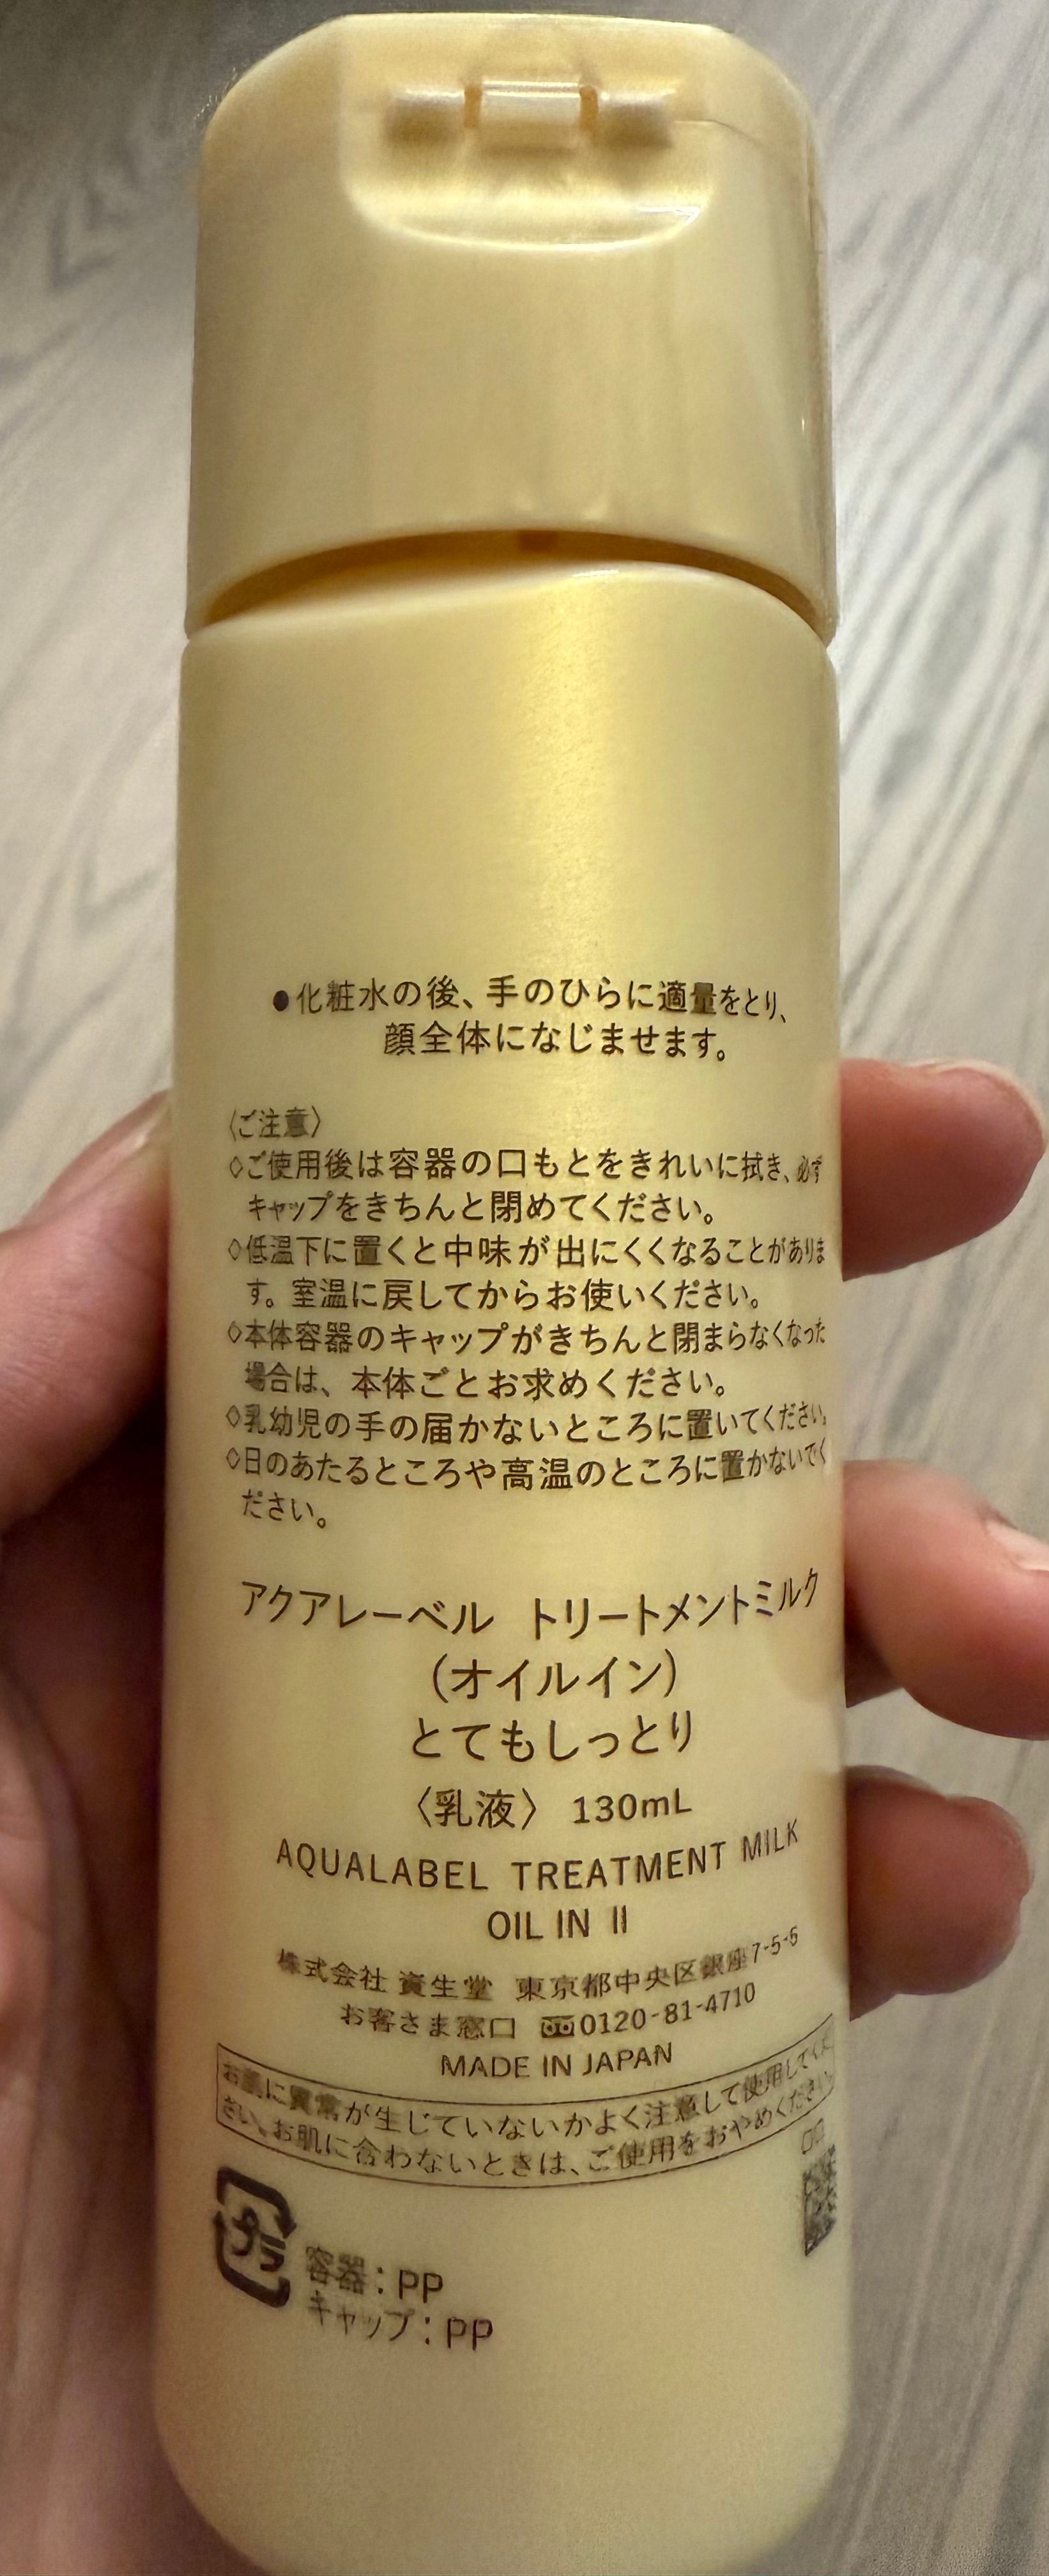 ●化粧水の後、手のひらに適量をとり、
顔全体になじませます。
〈ご注意〉
◇ご使用後は容器の口もとをきれいに拭き、必ず
キャップをきちんと閉めてください。
◇低温下に置くと中味が出にくくなることがありま
す。室温に戻してからお使いください。
◇本体容器のキャップがきちんと閉まらなくなった
場合は、本体ごとお求めください。
◇乳幼児の手の届かないところに置いてください。
◇日のあたるところや高温のところに置かないでく
ださい。
アクアレーベル トリートメントミルク
(オイルイン)
とてもしっとり
〈乳液〉 130mL
AQUALABEL TREATMENT MILK
OIL IN II
株式会社 資生堂 東京都中央区銀座7-5-5
お客さま窓口 0120-81-4710
MADE IN JAPAN
お肌に異常が生じていないかよく注意して使用してくだ
さい。お肌に合わないときは、ご使用をおやめください。
プラ
容器:PP
キャップ:PP